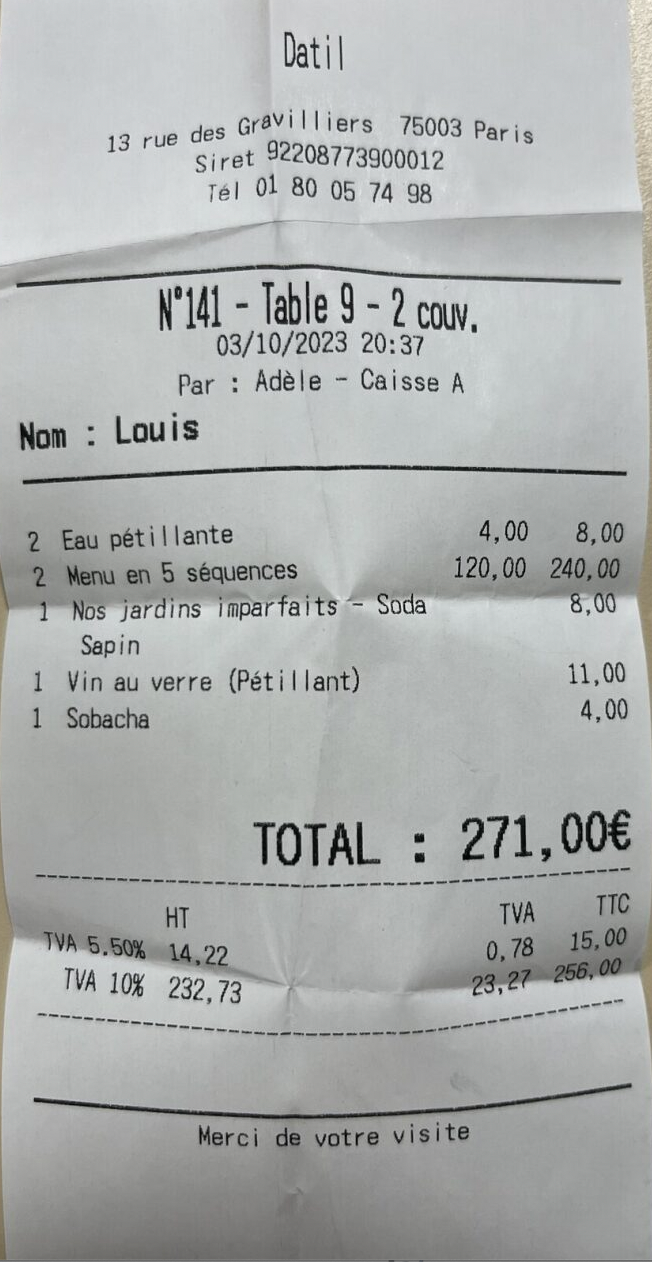 Datil
13 rue des Gravilliers 75003 Paris
Siret 92208773900012
Tél 01 80 05 74 98
N°141 - Table 9 - 2 couv.
03/10/2023 20:37
Par : Adèle - Caisse A
Nom : Louis
2 Eau pétillante 4,00 8,00
2 Menu en 5 séquences 120,00 240,00
1 Nos jardins imparfaits - Soda 8,00
Sapin
1 Vin au verre (Pétillant) 11,00
1 Sobacha 4,00
TOTAL : 271,00€
HT TVA TTC
TVA 5.50% 14,22 0,78 15,00
TVA 10% 232,73 23,27 256,00
Merci de votre visite